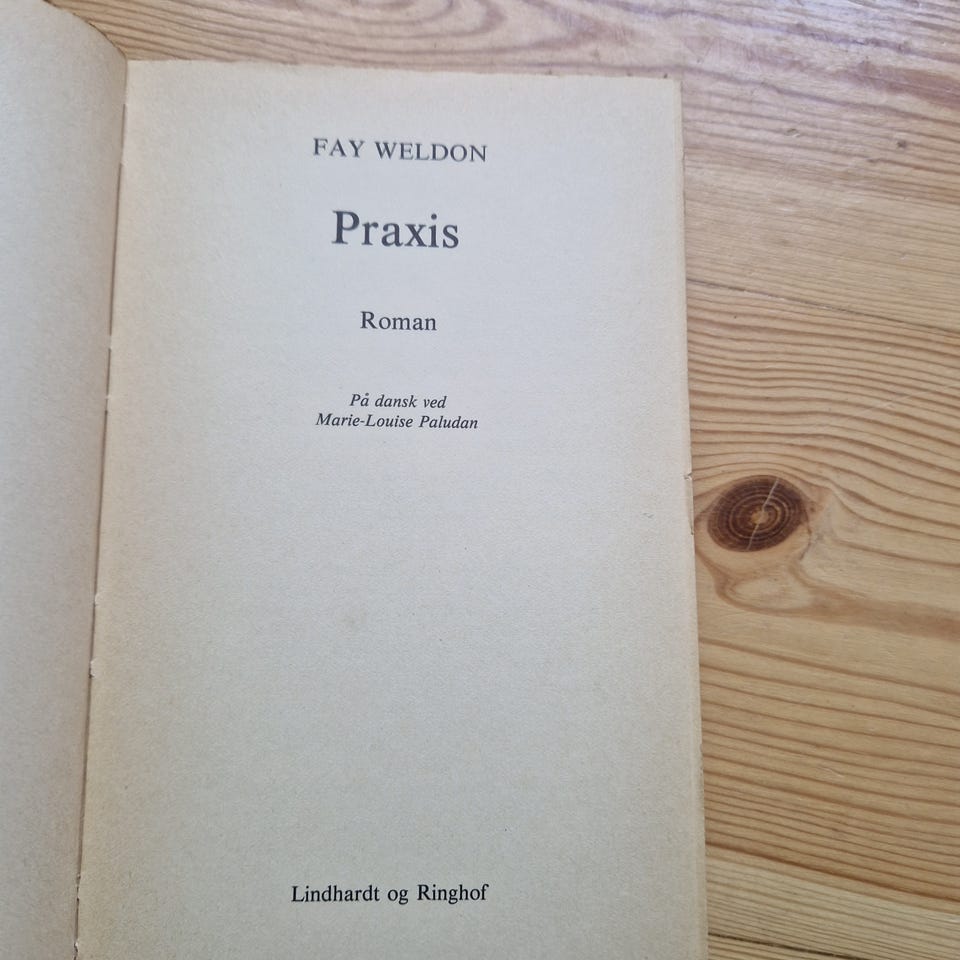 FAY WELDON
Praxis
Roman
På dansk ved
Marie-Louise Paludan
Lindhardt og Ringhof